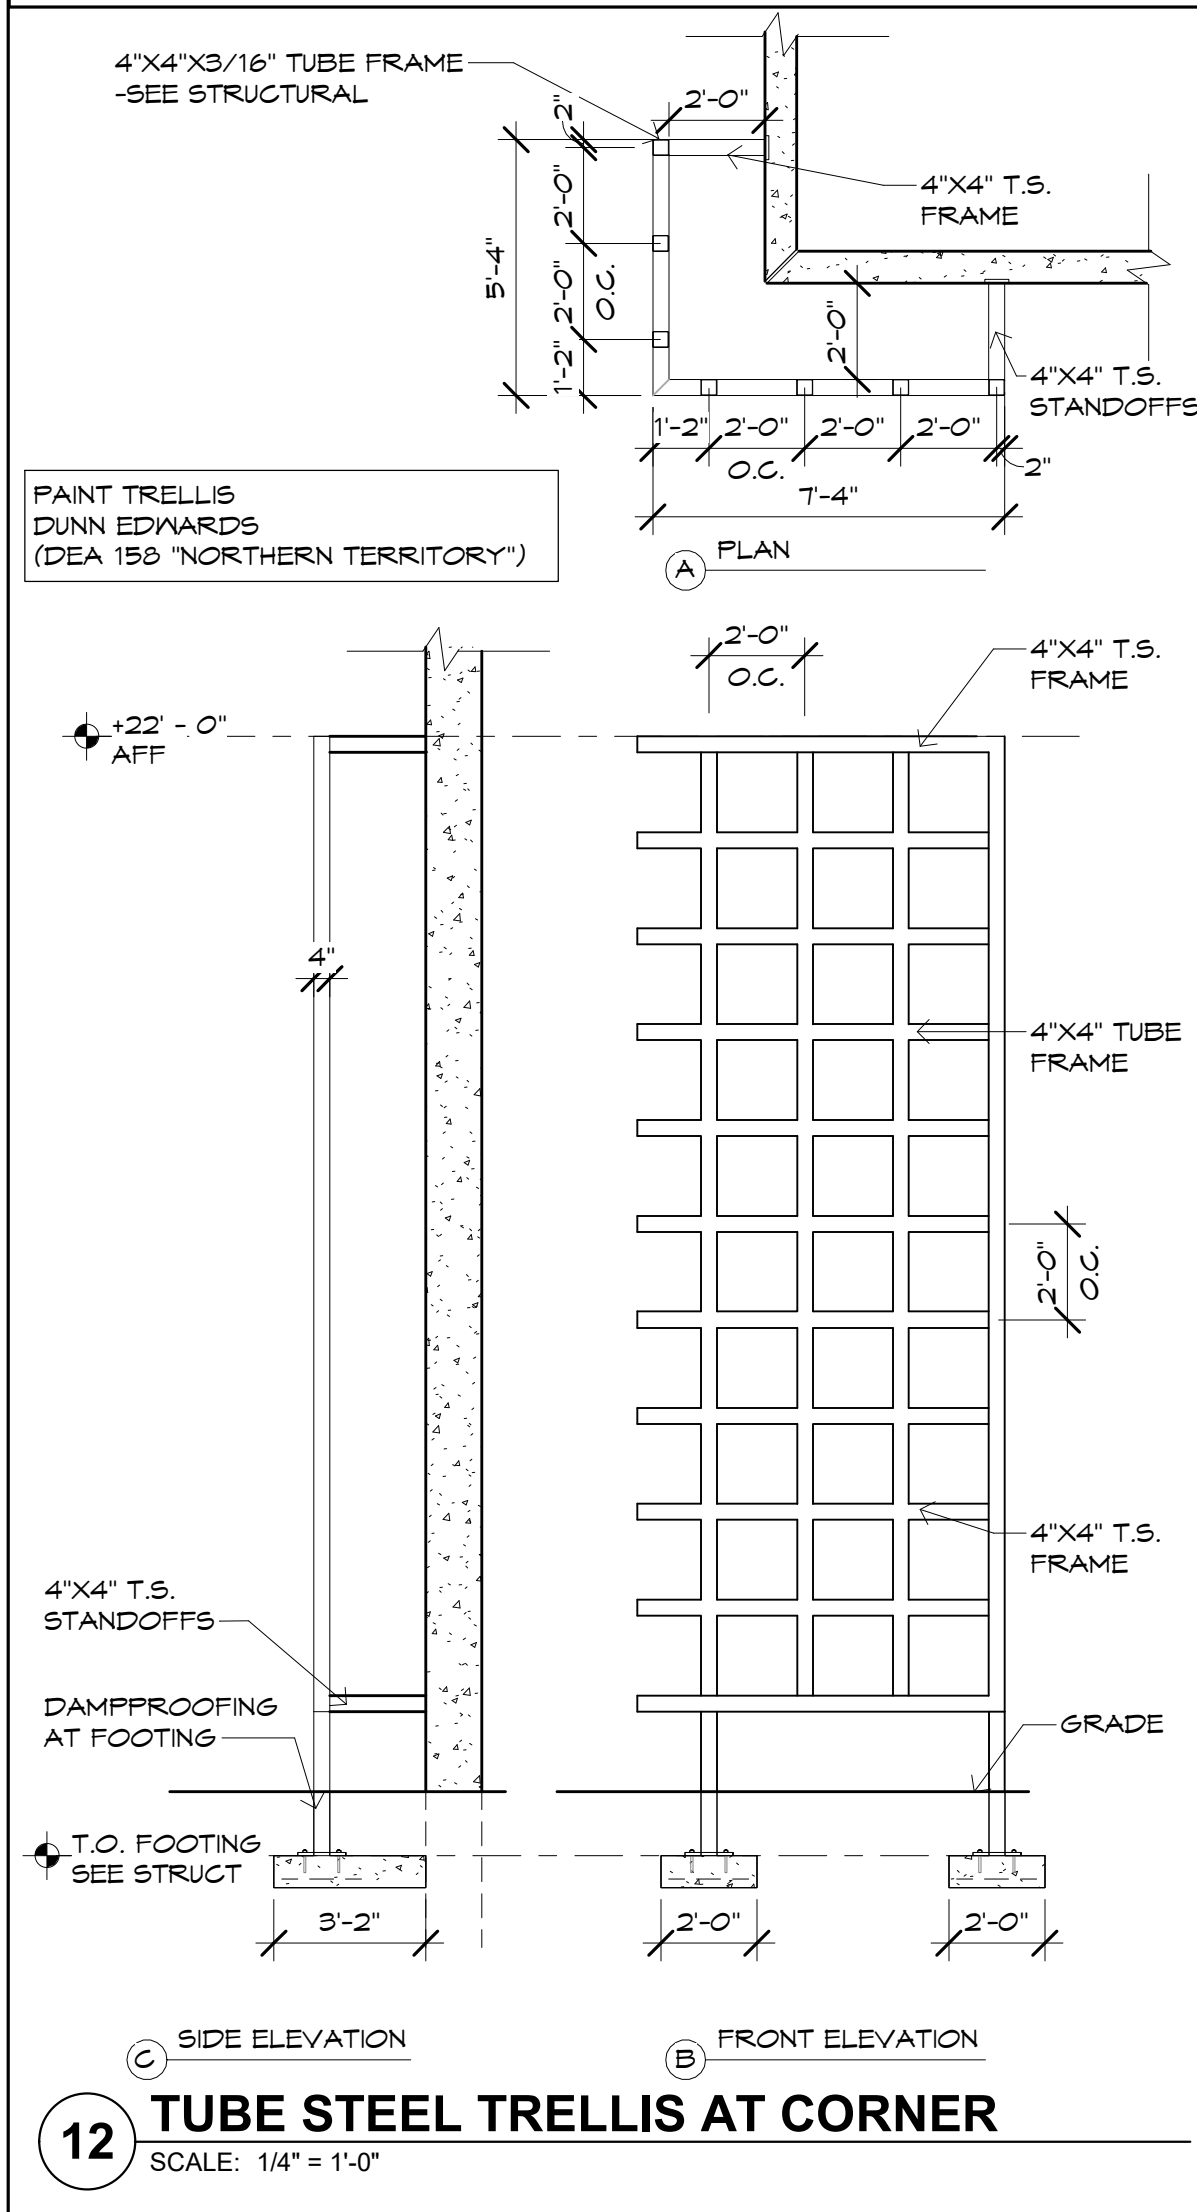 4"X4"X3/16" TUBE FRAME
-SEE STRUCTURAL
2"
2'-0"
4"X4" T.S.
FRAME
5'-4"
2'-0"
2'-0"
O.C.
1'-2"
2'-0"
4"X4" T.S.
STANDOFFS
1'-2"
2'-0"
2'-0"
2'-0"
O.C.
2"
7'-4"
A
PLAN
PAINT TRELLIS
DUNN EDWARDS
(DEA 158 "NORTHERN TERRITORY")
2'-0"
O.C.
4"X4" T.S.
FRAME
+22' - 0"
AFF
4"
4"X4" TUBE
FRAME
2'-0"
O.C.
4"X4" T.S.
FRAME
4"X4" T.S.
STANDOFFS
DAMPPROOFING
AT FOOTING
GRADE
T.O. FOOTING
SEE STRUCT
3'-2"
2'-0"
2'-0"
C
SIDE ELEVATION
B
FRONT ELEVATION
12
TUBE STEEL TRELLIS AT CORNER
SCALE: 1/4" = 1'-0"